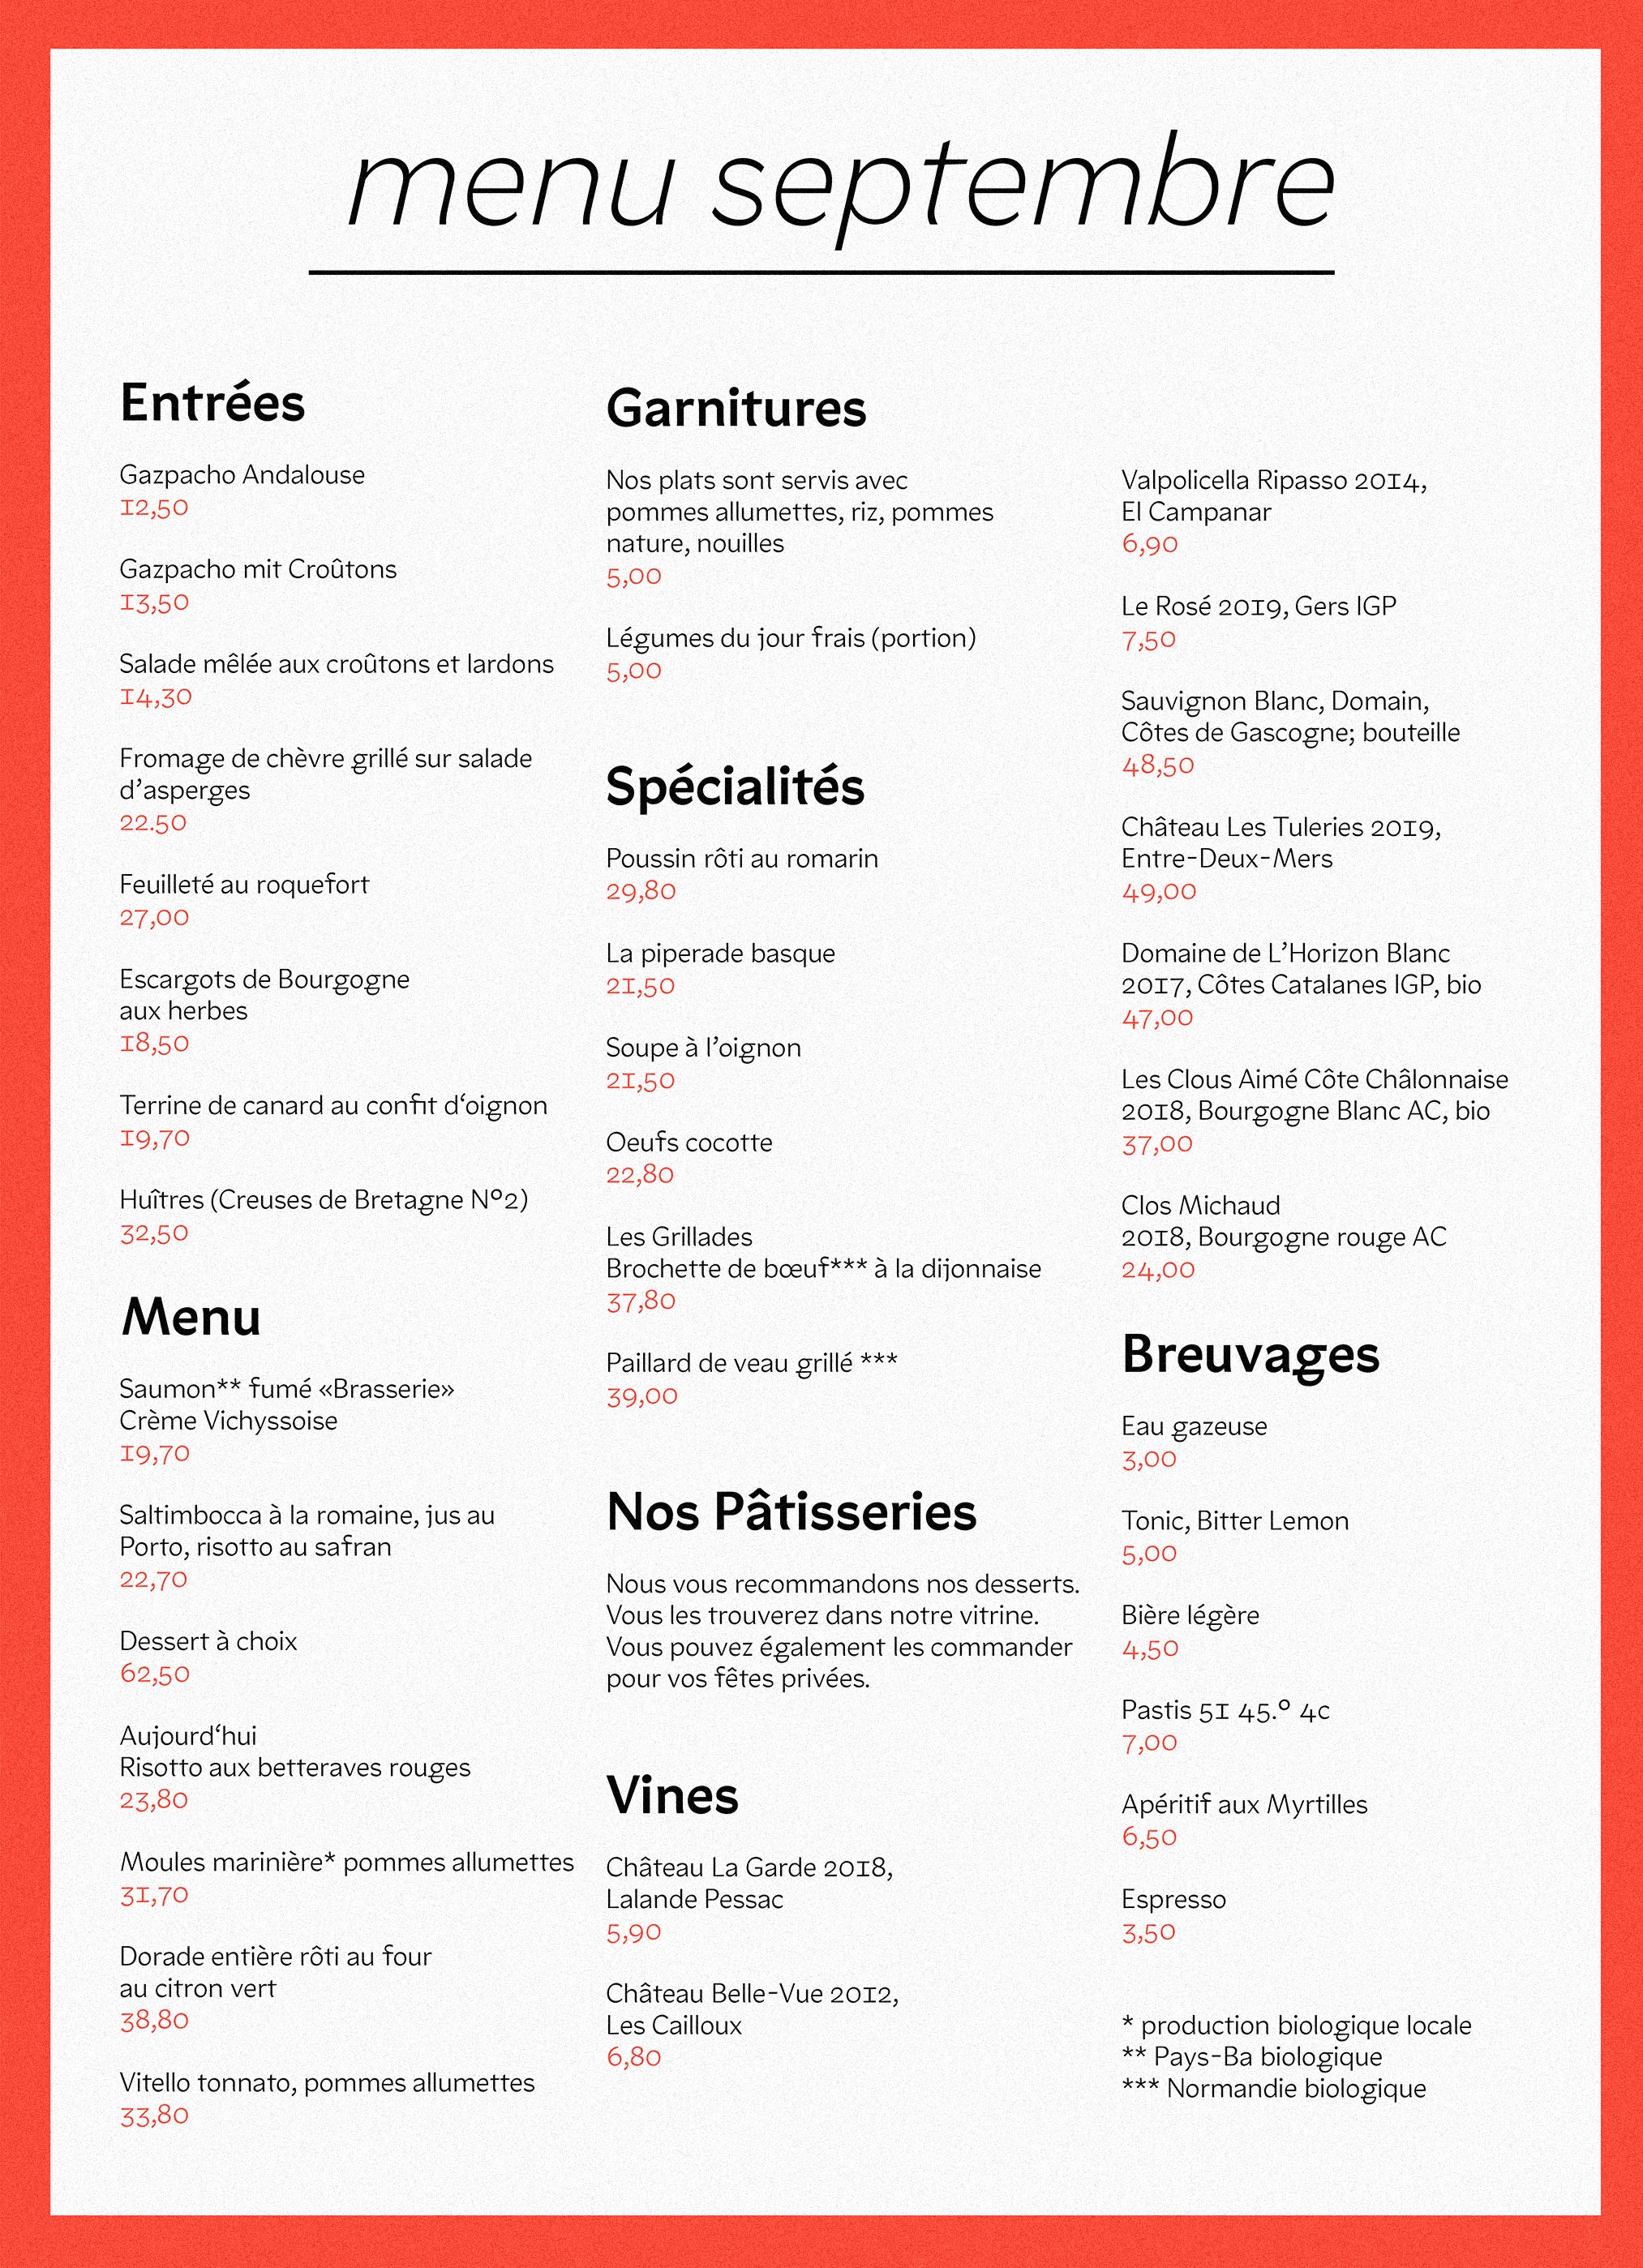 menu septembre
Entrées
Gazpacho Andalouse
12,50
Gazpacho mit Croûtons
13,50
Salade mêlée aux croûtons et lardons
14,30
Fromage de chèvre grillé sur salade
d’asperges
22.50
Feuilleté au roquefort
27,00
Escargots de Bourgogne
aux herbes
18,50
Terrine de canard au confit d‘oignon
19,70
Huîtres (Creuses de Bretagne Nº2)
32,50
Menu
Saumon** fumé «Brasserie»
Crème Vichyssoise
19,70
Saltimbocca à la romaine, jus au
Porto, risotto au safran
22,70
Dessert à choix
62,50
Aujourd‘hui
Risotto aux betteraves rouges
23,80
Moules marinière* pommes allumettes
31,70
Dorade entière rôti au four
au citron vert
38,80
Vitello tonnato, pommes allumettes
33,80
Garnitures
Nos plats sont servis avec
pommes allumettes, riz, pommes
nature, nouilles
5,00
Légumes du jour frais (portion)
5,00
Spécialités
Poussin rôti au romarin
29,80
La piperade basque
21,50
Soupe à l’oignon
21,50
Oeufs cocotte
22,80
Les Grillades
Brochette de bœuf*** à la dijonnaise
37,80
Paillard de veau grillé ***
39,00
Nos Pâtisseries
Nous vous recommandons nos desserts.
Vous les trouverez dans notre vitrine.
Vous pouvez également les commander
pour vos fêtes privées.
Vines
Château La Garde 2018,
Lalande Pessac
5,90
Château Belle-Vue 2012,
Les Cailloux
6,80
Valpolicella Ripasso 2014,
El Campanar
6,90
Le Rosé 2019, Gers IGP
7,50
Sauvignon Blanc, Domain,
Côtes de Gascogne; bouteille
48,50
Château Les Tuleries 2019,
Entre-Deux-Mers
49,00
Domaine de L’Horizon Blanc
2017, Côtes Catalanes IGP, bio
47,00
Les Clous Aimé Côte Châlonnaise
2018, Bourgogne Blanc AC, bio
37,00
Clos Michaud
2018, Bourgogne rouge AC
24,00
Breuvages
Eau gazeuse
3,00
Tonic, Bitter Lemon
5,00
Bière légère
4,50
Pastis 51 45.º 4c
7,00
Apéritif aux Myrtilles
6,50
Espresso
3,50
* production biologique locale
** Pays-Ba biologique
*** Normandie biologique